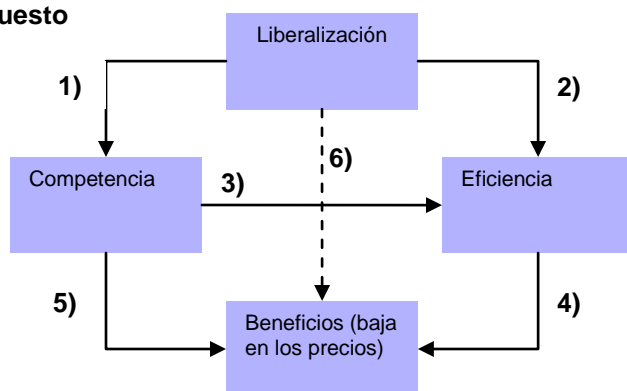 uesto
Liberalización
1)
2)
6)
Competencia
3)
Eficiencia
5)
4)
Beneficios (baja
en los precios)